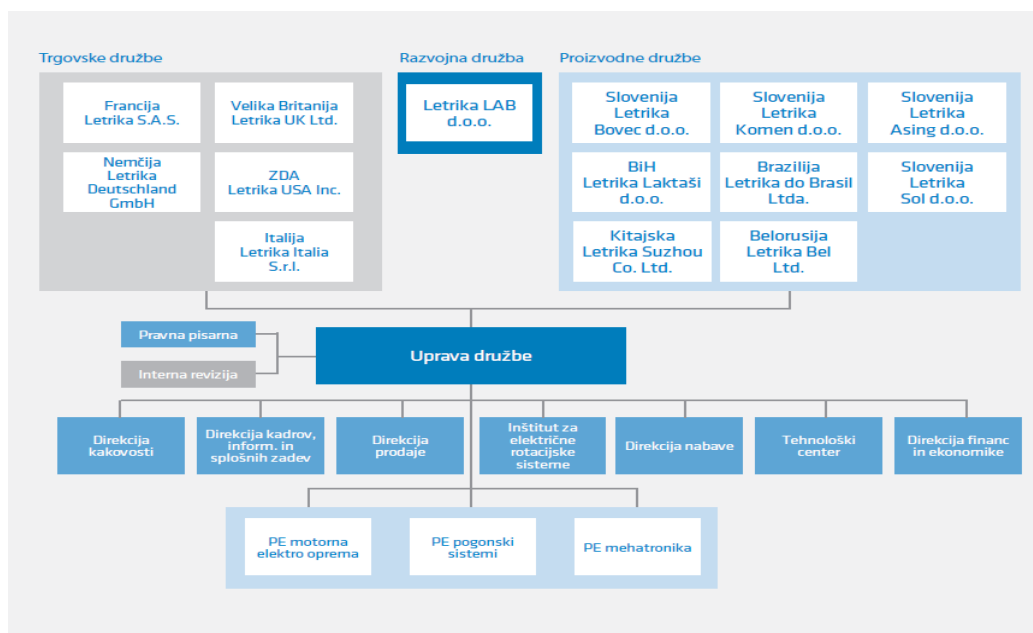 Trgovske družbe
Francija
Letrika S.A.S.
Velika Britanija
Letrika UK Ltd.
Nemčija
Letrika
Deutschland
GmbH
ZDA
Letrika USA Inc.
Italija
Letrika Italia
S.r.l.
Razvojna družba
Letrika LAB
d.o.o.
Proizvodne družbe
Slovenija
Letrika
Bovec d.o.o.
Slovenija
Letrika
Komen d.o.o.
Slovenija
Letrika
Asing d.o.o.
BiH
Letrika Laktaši
d.o.o.
Brazilija
Letrika do Brasil
Ltda.
Slovenija
Letrika
Sol d.o.o.
Kitajska
Letrika Suzhou
Co. Ltd.
Belorusija
Letrika Bel
Ltd.
Pravna pisarna
Interna revizija
Uprava družbe
Direkcija
kakovosti
Direkcija kadrov,
inform. in
splošnih zadev
Direkcija
prodaje
Inštitut za
električne
rotacijske
sisteme
Direkcija nabave
Tehnološki
center
Direkcija financ
in ekonomike
PE motorna
elektro oprema
PE pogonski
sistemi
PE mehatronika